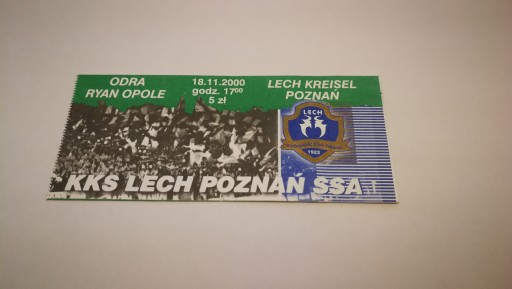 ODRA
RYAN OPOLE
18.11.2000
godz. 1700
5 zł
LECH KREISEL
POZNAŃ
LECH
1922
KKS LECH POZNAŃ SSA